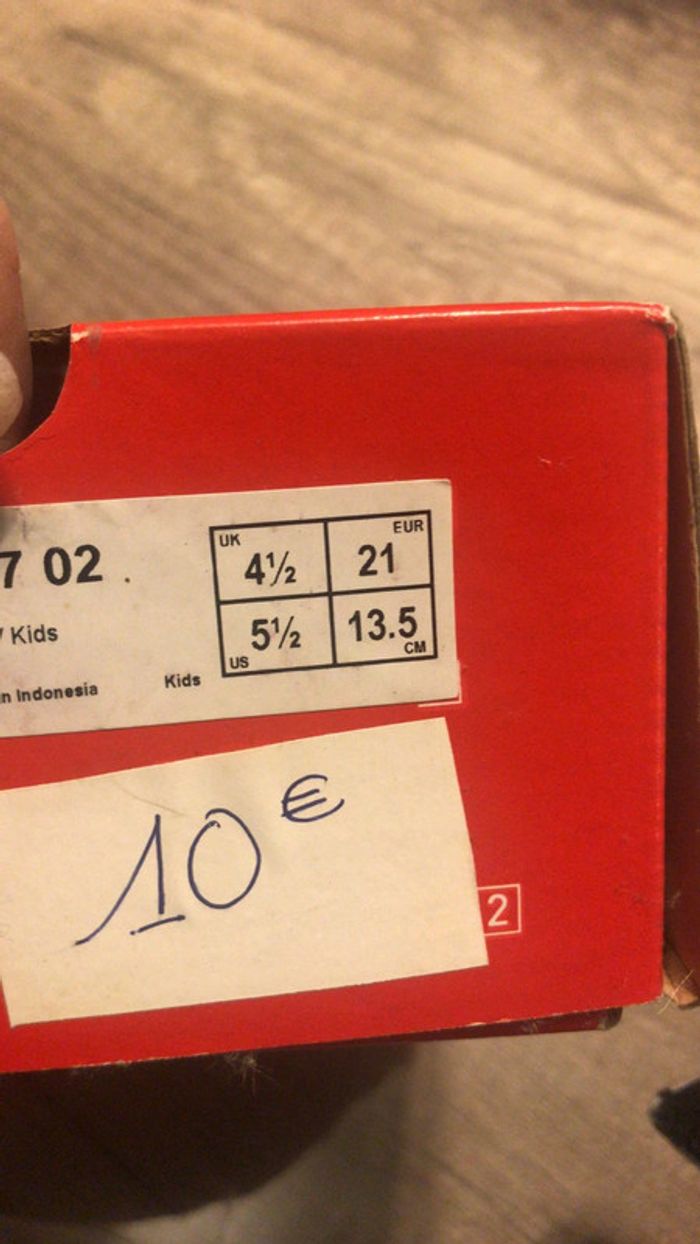 7 02
UK 4½
EUR 21
Kids
US 5½
13.5 CM
n Indonesia
Kids
10€
2